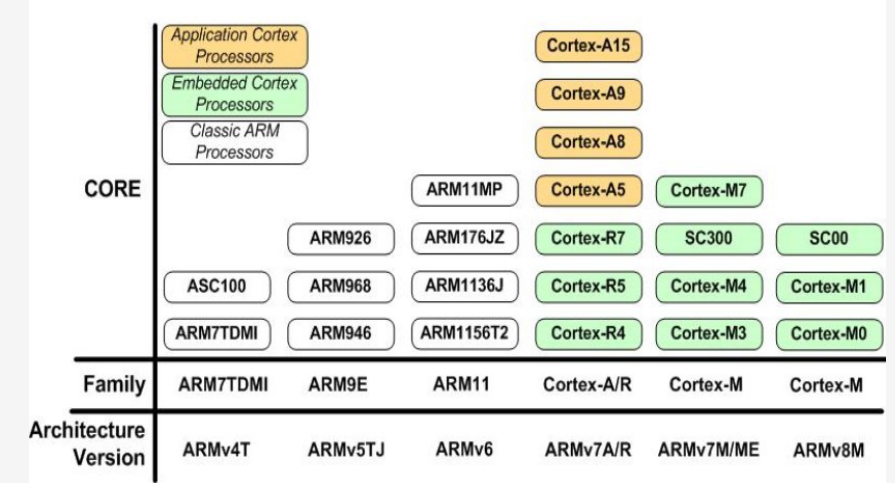 Application Cortex
Processors
Cortex-A15
Embedded Cortex
Processors
Cortex-A9
Classic ARM
Processors
Cortex-A8
CORE
ARM11MP
Cortex-A5
Cortex-M7
ARM926
ARM176JZ
Cortex-R7
SC300
SC00
ASC100
ARM968
ARM1136J
Cortex-R5
Cortex-M4
Cortex-M1
ARM7TDMI
ARM946
ARM1156T2
Cortex-R4
Cortex-M3
Cortex-M0
Family
ARM7TDMI
ARM9E
ARM11
Cortex-A/R
Cortex-M
Cortex-M
Architecture
Version
ARMv4T
ARMv5TJ
ARMv6
ARMv7A/R
ARMv7M/ME
ARMv8M